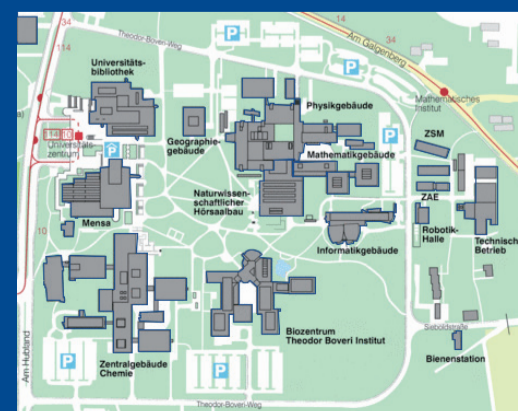 34
114
Theodor-Boveri-Weg
P
P
14
34
Am Galgenberg
Universitäts-
bibliothek
P
Physikgebäude
Mathematisches
Institut
114 10
Universitäts-
zentrum
P
Geographie-
gebäude
Mathematikgebäude
P
ZSM
Naturwissen-
schaftlicher
Hörsaalbau
ZAE
Mensa
Robotik-
Halle
10
Informatikgebäude
Technischer
Betrieb
Am Hubland
Biozentrum
Theodor Boveri Institut
Sieboldstraße
Bienenstation
P
Zentralgebäude
Chemie
P
P
Theodor-Boveri-Weg